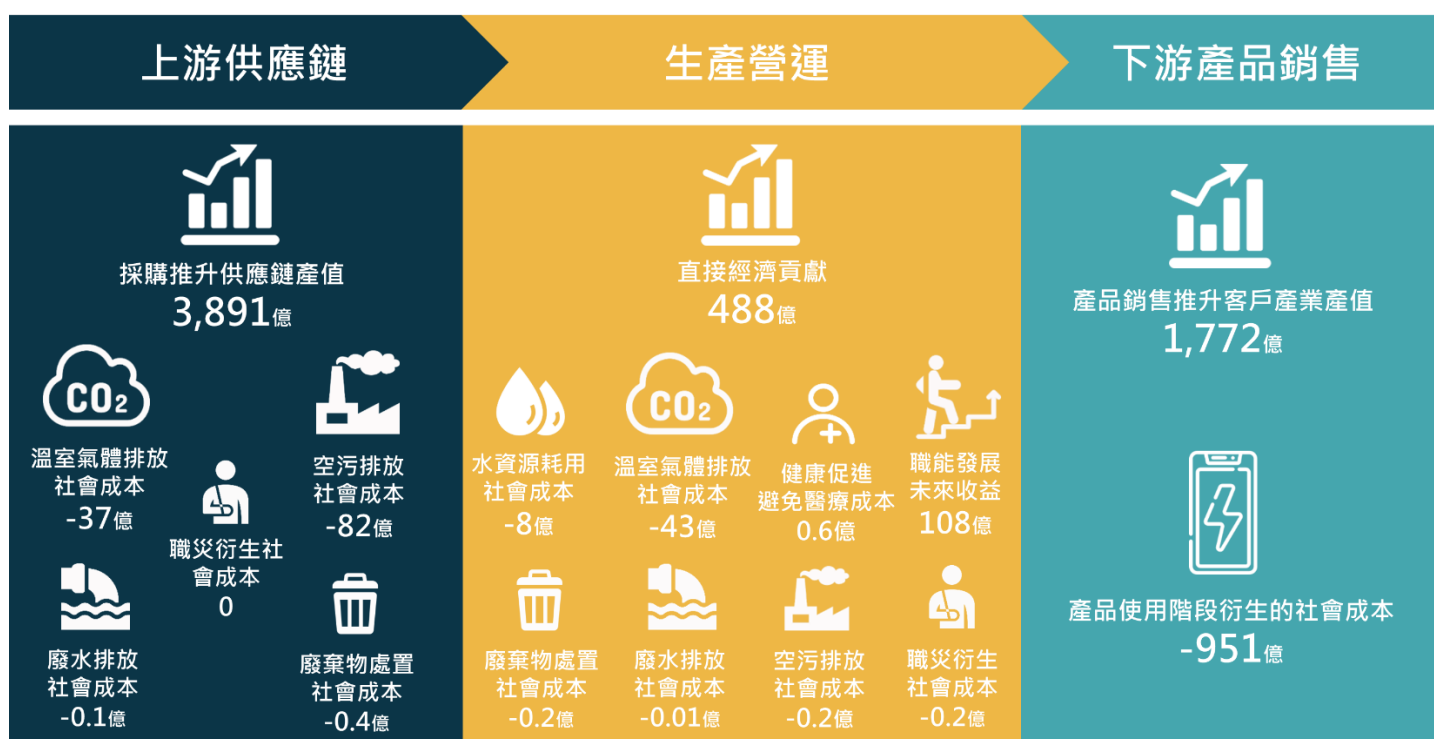 上游供應鏈
生產營運
下游產品銷售
採購推升供應鏈產值
3,891億
CO₂
溫室氣體排放
社會成本
-37億
職災衍生社
會成本
0
空污排放
社會成本
-82億
廢水排放
社會成本
-0.1億
廢棄物處置
社會成本
-0.4億
直接經濟貢獻
488億
水資源耗用
社會成本
-8億
CO₂
溫室氣體排放
社會成本
-43億
健康促進
避免醫療成本
0.6億
職能發展
未來收益
108億
廢棄物處置
社會成本
-0.2億
廢水排放
社會成本
-0.01億
空污排放
社會成本
-0.2億
職災衍生
社會成本
-0.2億
產品銷售推升客戶產業產值
1,772億
產品使用階段衍生的社會成本
-951億